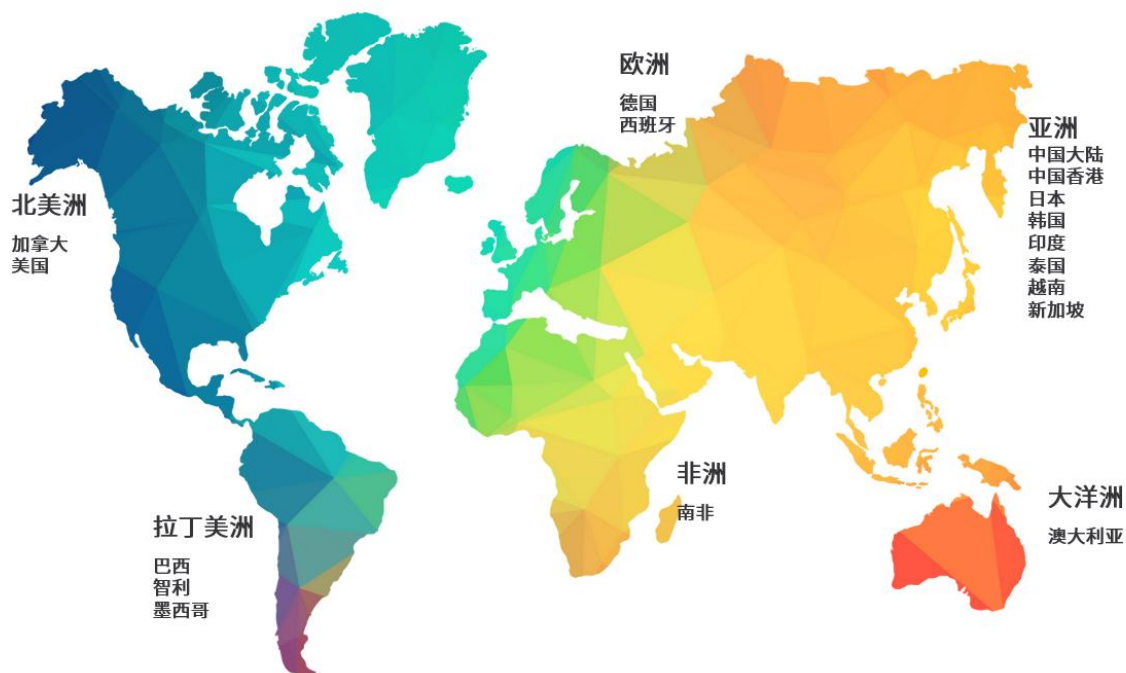 北美洲
加拿大
美国
拉丁美洲
巴西
智利
墨西哥
欧洲
德国
西班牙
非洲
南非
亚洲
中国大陆
中国香港
日本
韩国
印度
泰国
越南
新加坡
大洋洲
澳大利亚